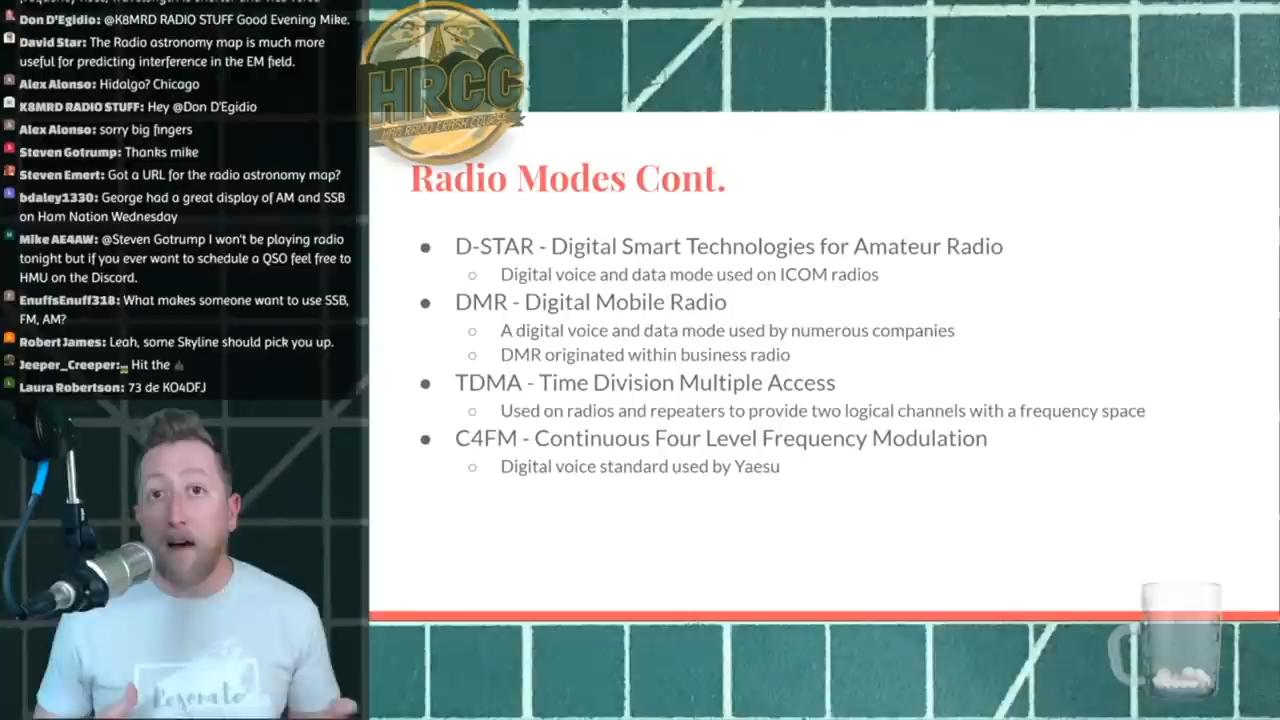 Don D'Egidio: @K8MRD RADIO STUFF Good Evening Mike.
David Star: The Radio astronomy map is much more
useful for predicting interference in the EM field.
Alex Alonso: Hidalgo? Chicago
K8MRD RADIO STUFF: Hey @Don D'Egidio
Alex Alonso: sorry big fingers
Steven Gotrump: Thanks mike
Steven Emert: Got a URL for the radio astronomy map?
bdaley1330: George had a great display of AM and SSB
on Ham Nation Wednesday
Mike AE4AW: @Steven Gotrump I won't be playing radio
tonight but if you ever want to schedule a QSO feel free to
HMU on the Discord.
EnuffsEnuff318: What makes someone want to use SSB,
FM, AM?
Robert James: Leah, some Skyline should pick you up.
Jeeper_Creeper: Hit the
Laura Robertson: 73 de KO4DFJ
HRCC
HAM RADIO CRASH COURSE
Radio Modes Cont.
● D-STAR - Digital Smart Technologies for Amateur Radio
○ Digital voice and data mode used on ICOM radios
● DMR - Digital Mobile Radio
○ A digital voice and data mode used by numerous companies
○ DMR originated within business radio
● TDMA - Time Division Multiple Access
○ Used on radios and repeaters to provide two logical channels with a frequency space
● C4FM - Continuous Four Level Frequency Modulation
○ Digital voice standard used by Yaesu
Resonate